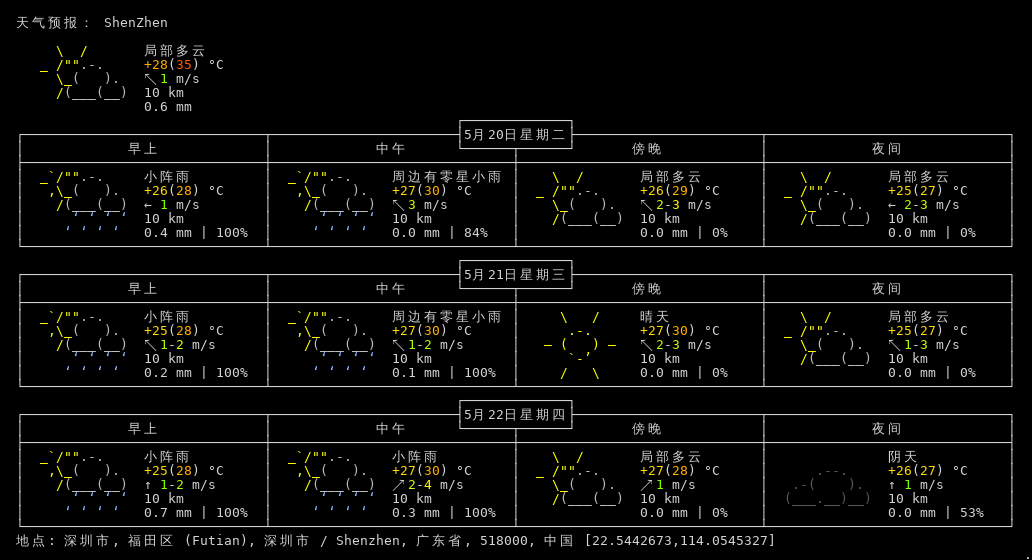 天气预报： ShenZhen
局部多云
+28(35) °C
↖1 m/s
10 km
0.6 mm
5月20日星期二
早上 中午 傍晚 夜间
小阵雨 周边有零星小雨 局部多云 局部多云
+26(28) °C +27(30) °C +26(29) °C +25(27) °C
← 1 m/s ↖3 m/s ↖2-3 m/s ← 2-3 m/s
10 km 10 km 10 km 10 km
0.4 mm | 100% 0.0 mm | 84% 0.0 mm | 0% 0.0 mm | 0%
5月21日星期三
早上 中午 傍晚 夜间
小阵雨 周边有零星小雨 晴天 局部多云
+25(28) °C +27(30) °C +27(30) °C +25(27) °C
↖1-2 m/s ↖1-2 m/s ↖2-3 m/s ↖1-3 m/s
10 km 10 km 10 km 10 km
0.2 mm | 100% 0.1 mm | 100% 0.0 mm | 0% 0.0 mm | 0%
5月22日星期四
早上 中午 傍晚 夜间
小阵雨 小阵雨 局部多云 阴天
+25(28) °C +27(30) °C +27(28) °C +26(27) °C
↑ 1-2 m/s ↗2-4 m/s ↗1 m/s ↑ 1 m/s
10 km 10 km 10 km 10 km
0.7 mm | 100% 0.3 mm | 100% 0.0 mm | 0% 0.0 mm | 53%
地点: 深圳市, 福田区 (Futian), 深圳市 / Shenzhen, 广东省, 518000, 中国 [22.5442673,114.0545327]